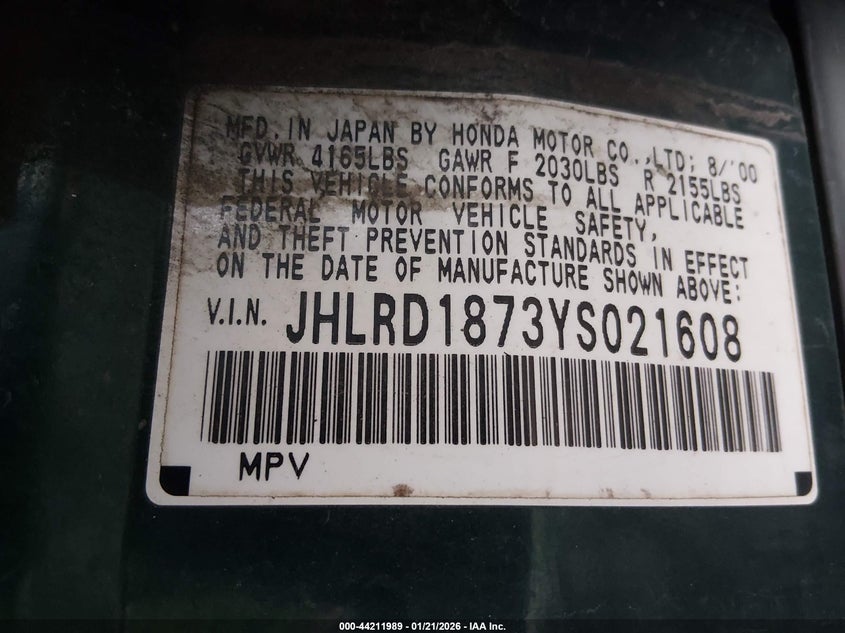 MFD. IN JAPAN BY HONDA MOTOR CO.,LTD; 8/'00
GVWR 4165LBS GAWR F 2030LBS R 2155LBS
THIS VEHICLE CONFORMS TO ALL APPLICABLE
FEDERAL MOTOR VEHICLE SAFETY,
AND THEFT PREVENTION STANDARDS IN EFFECT
ON THE DATE OF MANUFACTURE SHOWN ABOVE:
V.I.N. JHLRD1873YS021608
MPV
000-44211989 - 01/21/2026 - IAA Inc.